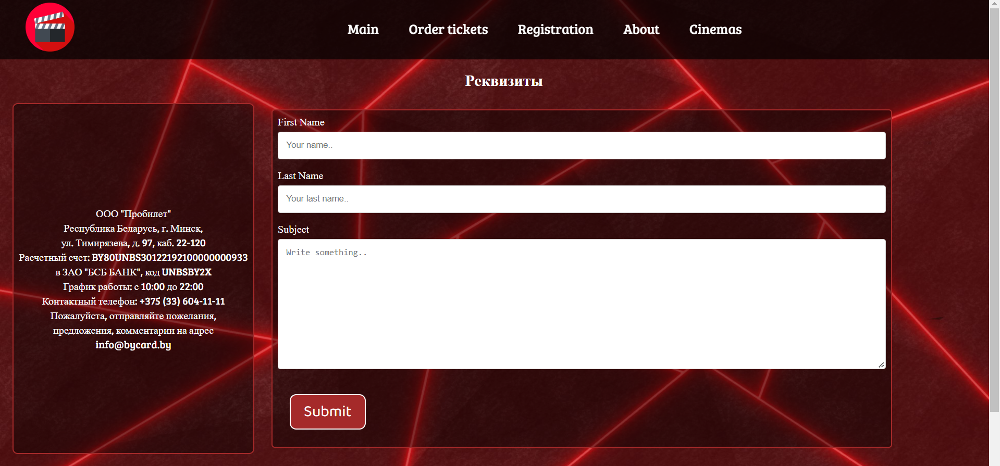 Main Order tickets Registration About Cinemas
Реквизиты
ООО "Пробилет"
Республика Беларусь, г. Минск,
ул. Тимирязева, д. 97, каб. 22-120
Расчетный счет: BY80UNBS30122192100000000933
в ЗАО "БСБ БАНК", код UNBSBY2X
График работы: с 10:00 до 22:00
Контактный телефон: +375 (33) 604-11-11
Пожалуйста, отправляйте пожелания,
предложения, комментарии на адрес
info@bycard.by
First Name
Your name..
Last Name
Your last name..
Subject
Write something..
Submit